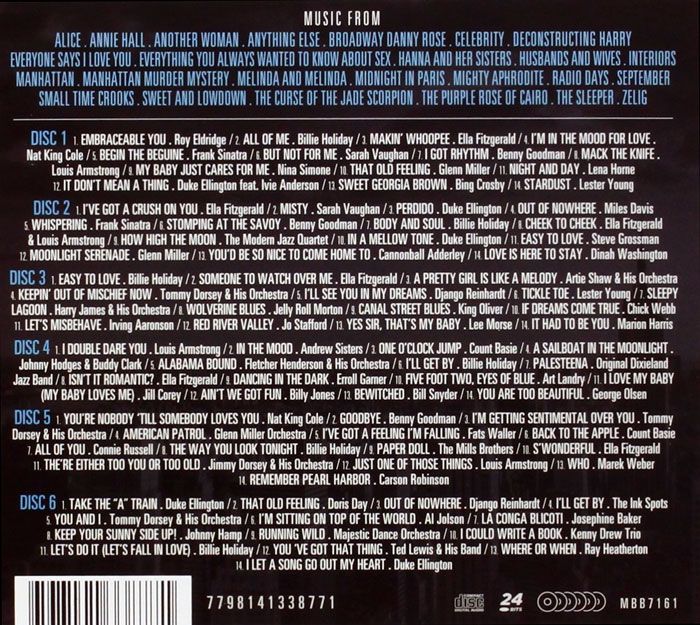 MUSIC FROM
ALICE . ANNIE HALL . ANOTHER WOMAN . ANYTHING ELSE . BROADWAY DANNY ROSE . CELEBRITY . DECONSTRUCTING HARRY
EVERYONE SAYS I LOVE YOU . EVERYTHING YOU ALWAYS WANTED TO KNOW ABOUT SEX . HANNA AND HER SISTERS . HUSBANDS AND WIVES . INTERIORS
MANHATTAN . MANHATTAN MURDER MYSTERY . MELINDA AND MELINDA . MIDNIGHT IN PARIS . MIGHTY APHRODITE . RADIO DAYS . SEPTEMBER
SMALL TIME CROOKS . SWEET AND LOWDOWN . THE CURSE OF THE JADE SCORPION . THE PURPLE ROSE OF CAIRO . THE SLEEPER . ZELIG
DISC 1 1. EMBRACEABLE YOU . Roy Eldridge / 2. ALL OF ME . Billie Holiday / 3. MAKIN' WHOOPEE . Ella Fitzgerald / 4. I'M IN THE MOOD FOR LOVE .
Nat King Cole / 5. BEGIN THE BEGUINE . Frank Sinatra / 6. BUT NOT FOR ME . Sarah Vaughan / 7. I GOT RHYTHM . Benny Goodman / 8. MACK THE KNIFE .
Louis Armstrong / 9. MY BABY JUST CARES FOR ME . Nina Simone / 10. THAT OLD FEELING . Glenn Miller / 11. NIGHT AND DAY . Lena Horne
12. IT DON'T MEAN A THING . Duke Ellington feat. Ivie Anderson / 13. SWEET GEORGIA BROWN . Bing Crosby / 14. STARDUST . Lester Young
DISC 2 1. I'VE GOT A CRUSH ON YOU . Ella Fitzgerald / 2. MISTY . Sarah Vaughan / 3. PERDIDO . Duke Ellington / 4. OUT OF NOWHERE . Miles Davis
5. WHISPERING . Frank Sinatra / 6. STOMPING AT THE SAVOY . Benny Goodman / 7. BODY AND SOUL . Billie Holiday / 8. CHEEK TO CHEEK . Ella Fitzgerald
& Louis Armstrong / 9. HOW HIGH THE MOON . The Modern Jazz Quartet / 10. IN A MELLOW TONE . Duke Ellington / 11. EASY TO LOVE . Steve Grossman
12. MOONLIGHT SERENADE . Glenn Miller / 13. YOU'D BE SO NICE TO COME HOME TO . Cannonball Adderley / 14. LOVE IS HERE TO STAY . Dinah Washington
DISC 3 1. EASY TO LOVE . Billie Holiday / 2. SOMEONE TO WATCH OVER ME . Ella Fitzgerald / 3. A PRETTY GIRL IS LIKE A MELODY . Artie Shaw & His Orchestra
4. KEEPIN' OUT OF MISCHIEF NOW . Tommy Dorsey & His Orchestra / 5. I'LL SEE YOU IN MY DREAMS . Django Reinhardt / 6. TICKLE TOE . Lester Young / 7. SLEEPY
LAGOON . Harry James & His Orchestra / 8. WOLVERINE BLUES . Jelly Roll Morton / 9. CANAL STREET BLUES . King Oliver / 10. IF DREAMS COME TRUE . Chick Webb
11. LET'S MISBEHAVE . Irving Aaronson / 12. RED RIVER VALLEY . Jo Stafford / 13. YES SIR, THAT'S MY BABY . Lee Morse / 14. IT HAD TO BE YOU . Marion Harris
DISC 4 1. I DOUBLE DARE YOU . Louis Armstrong / 2. IN THE MOOD . Andrew Sisters / 3. ONE O'CLOCK JUMP . Count Basie / 4. A SAILBOAT IN THE MOONLIGHT .
Johnny Hodges & Buddy Clark / 5. ALABAMA BOUND . Fletcher Henderson & His Orchestra / 6. I'LL GET BY . Billie Holiday / 7. PALESTEENA . Original Dixieland
Jazz Band / 8. ISN'T IT ROMANTIC? . Ella Fitzgerald / 9. DANCING IN THE DARK . Erroll Garner / 10. FIVE FOOT TWO, EYES OF BLUE . Art Landry / 11. I LOVE MY BABY
(MY BABY LOVES ME) . Jill Corey / 12. AIN'T WE GOT FUN . Billy Jones / 13. BEWITCHED . Bill Snyder / 14. YOU ARE TOO BEAUTIFUL . George Olsen
DISC 5 1. YOU'RE NOBODY 'TILL SOMEBODY LOVES YOU . Nat King Cole / 2. GOODBYE . Benny Goodman / 3. I'M GETTING SENTIMENTAL OVER YOU . Tommy
Dorsey & His Orchestra / 4. AMERICAN PATROL . Glenn Miller Orchestra / 5. I'VE GOT A FEELING I'M FALLING . Fats Waller / 6. BACK TO THE APPLE . Count Basie
7. ALL OF YOU . Connie Russell / 8. THE WAY YOU LOOK TONIGHT . Billie Holiday / 9. PAPER DOLL . The Mills Brothers / 10. S'WONDERFUL . Ella Fitzgerald
11. THE'RE EITHER TOO YOU OR TOO OLD . Jimmy Dorsey & His Orchestra / 12. JUST ONE OF THOSE THINGS . Louis Armstrong / 13. WHO . Marek Weber
14. REMEMBER PEARL HARBOR . Carson Robinson
DISC 6 1. TAKE THE "A" TRAIN . Duke Ellington / 2. THAT OLD FEELING . Doris Day / 3. OUT OF NOWHERE . Django Reinhardt / 4. I'LL GET BY . The Ink Spots
5. YOU AND I . Tommy Dorsey & His Orchestra / 6. I'M SITTING ON TOP OF THE WORLD . Al Jolson / 7. LA CONGA BLICOTI . Josephine Baker
8. KEEP YOUR SUNNY SIDE UP! . Johnny Hamp / 9. RUNNING WILD . Majestic Dance Orchestra / 10. I COULD WRITE A BOOK . Kenny Drew Trio
11. LET'S DO IT (LET'S FALL IN LOVE) . Billie Holiday / 12. YOU 'VE GOT THAT THING . Ted Lewis & His Band / 13. WHERE OR WHEN . Ray Heatherton
14. I LET A SONG GO OUT MY HEART . Duke Ellington
7798141338771
COMPACT disc DIGITAL AUDIO
24 BITS
MBB7161